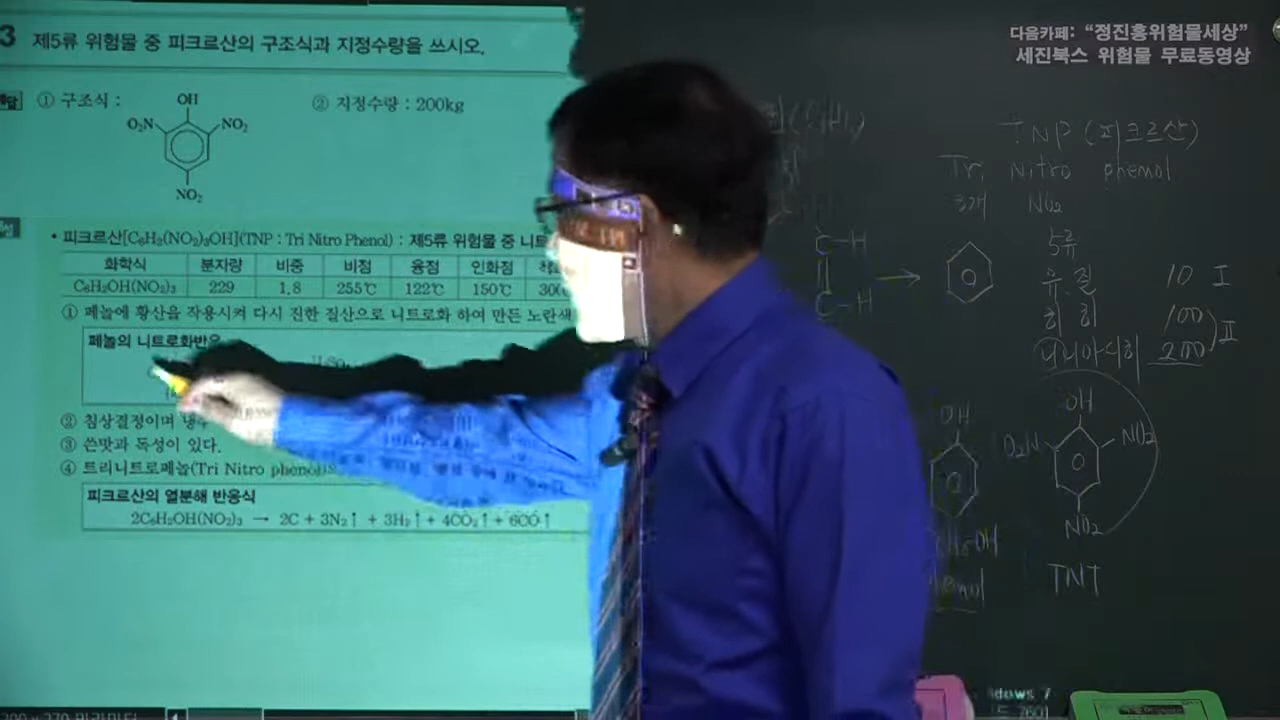 다음카페: “정진홍위험물세상”
세진북스 위험물 무료동영상
3 제5류 위험물 중 피크르산의 구조식과 지정수량을 쓰시오.
① 구조식 :
② 지정수량 : 200kg
OH
O₂N
NO₂
NO₂
• 피크르산[C₆H₂(NO₂)₃OH](TNP : Tri Nitro Phenol) : 제5류 위험물 중 니트
화학식 분자량 비중 비점 융점 인화점
C₆H₂OH(NO₂)₃ 229 1.8 255℃ 122℃ 150℃ 300
① 페놀에 황산을 작용시켜 다시 진한 질산으로 니트로화 하여 만든 노란색
페놀의 니트로화반응
② 침상결정이며 냉수
③ 쓴맛과 독성이 있다.
④ 트리니트로페놀(Tri Nitro phenol)
피크르산의 열분해 반응식
2C₆H₂OH(NO₂)₃ → 2C + 3N₂↑ + 3H₂↑ + 4CO₂↑ + 6CO↑
TNP (피크르산)
Tri Nitro phenol
3개 NO₂
C-H
C-H
5류
유. 질 10 I
히 히 100
니니아디히 200 II
OH
OH
O₂N
NO₂
NO₂
TNT